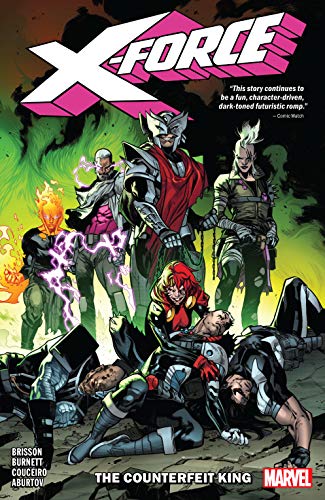 X-FORCE
"This story continues to
be a fun, character-driven,
dark-toned futuristic romp."
— Comic Watch
BRISSON
BURNETT
COUCEIRO
ABURTOV
THE COUNTERFEIT KING
MARVEL